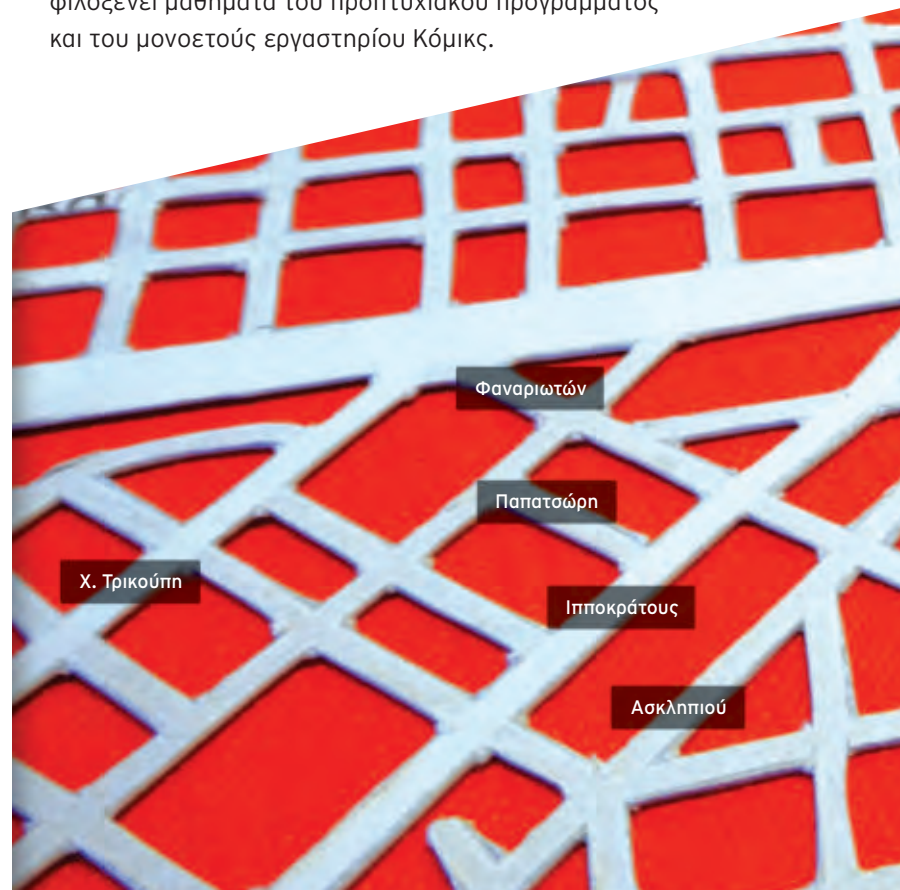 φιλοξενεί μαθήματα του προπτυχιακού προγράμματος
και του μονοετούς εργαστηρίου Κόμικς.
Φαναριωτών
Παπατσώρη
Χ. Τρικούπη
Ιπποκράτους
Ασκληπιού